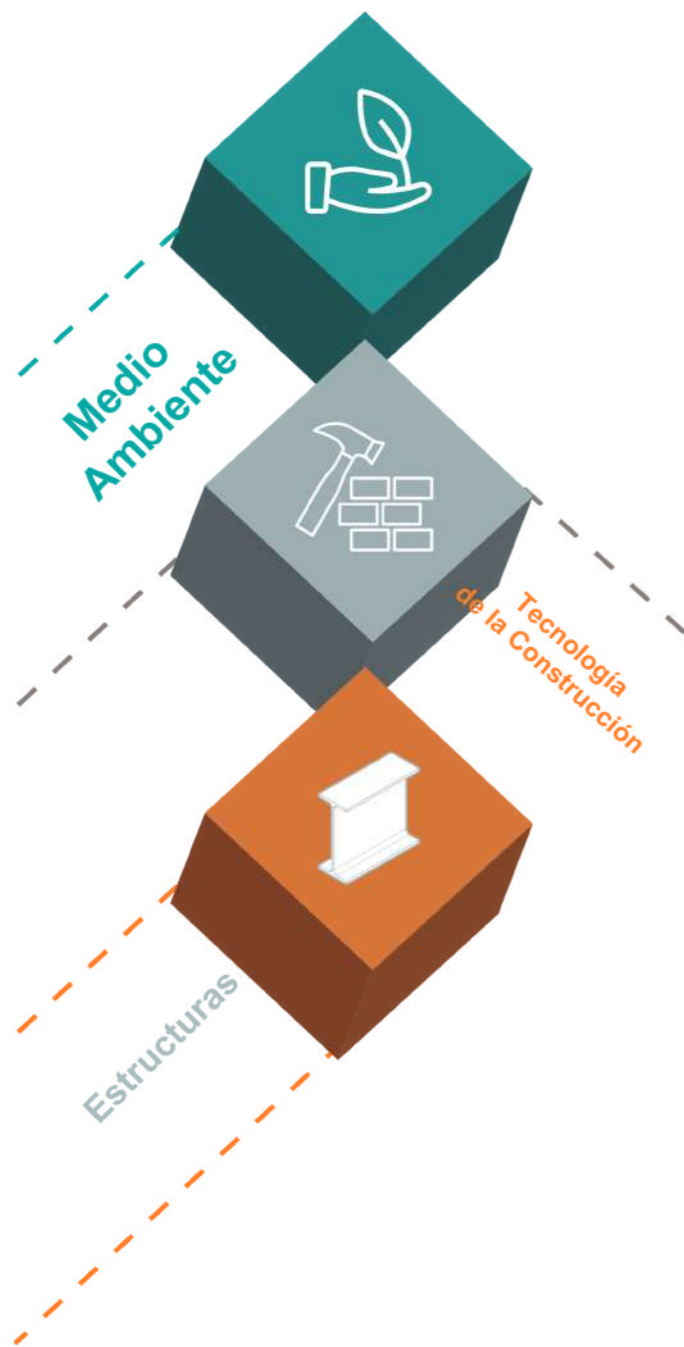 Medio
Ambiente
Tecnología
de la Construcción
Estructuras